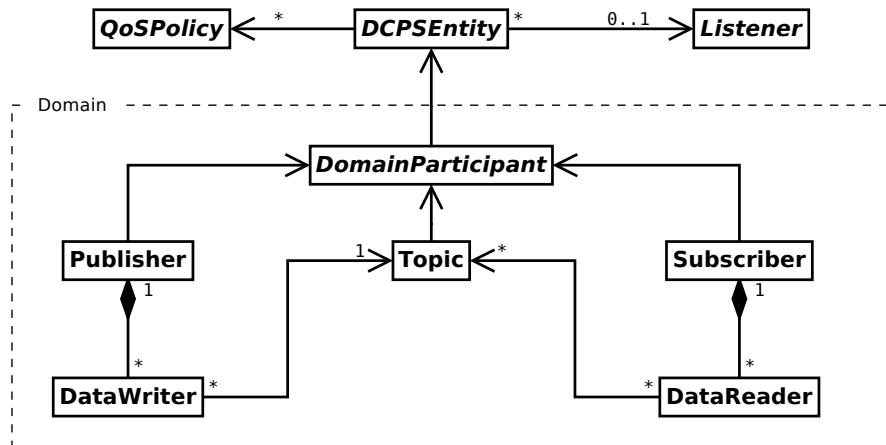 QoSPolicy
*
DCPSEntity
*
0..1
Listener
Domain
DomainParticipant
Publisher
1
1
Topic
*
Subscriber
1
*
*
DataWriter
*
*
DataReader